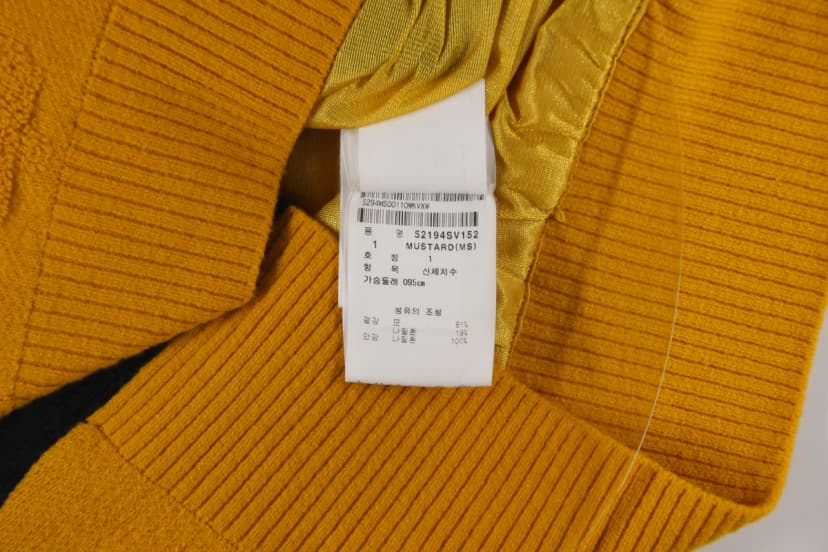 5294MS00110WKVXW
품 명 52194SV152
1 MUSTARD(MS)
호 칭 1
항 목 신체치수
가슴둘레 095cm
섬유의 조성
겉감 모 81%
나일론 19%
안감 나일론 100%